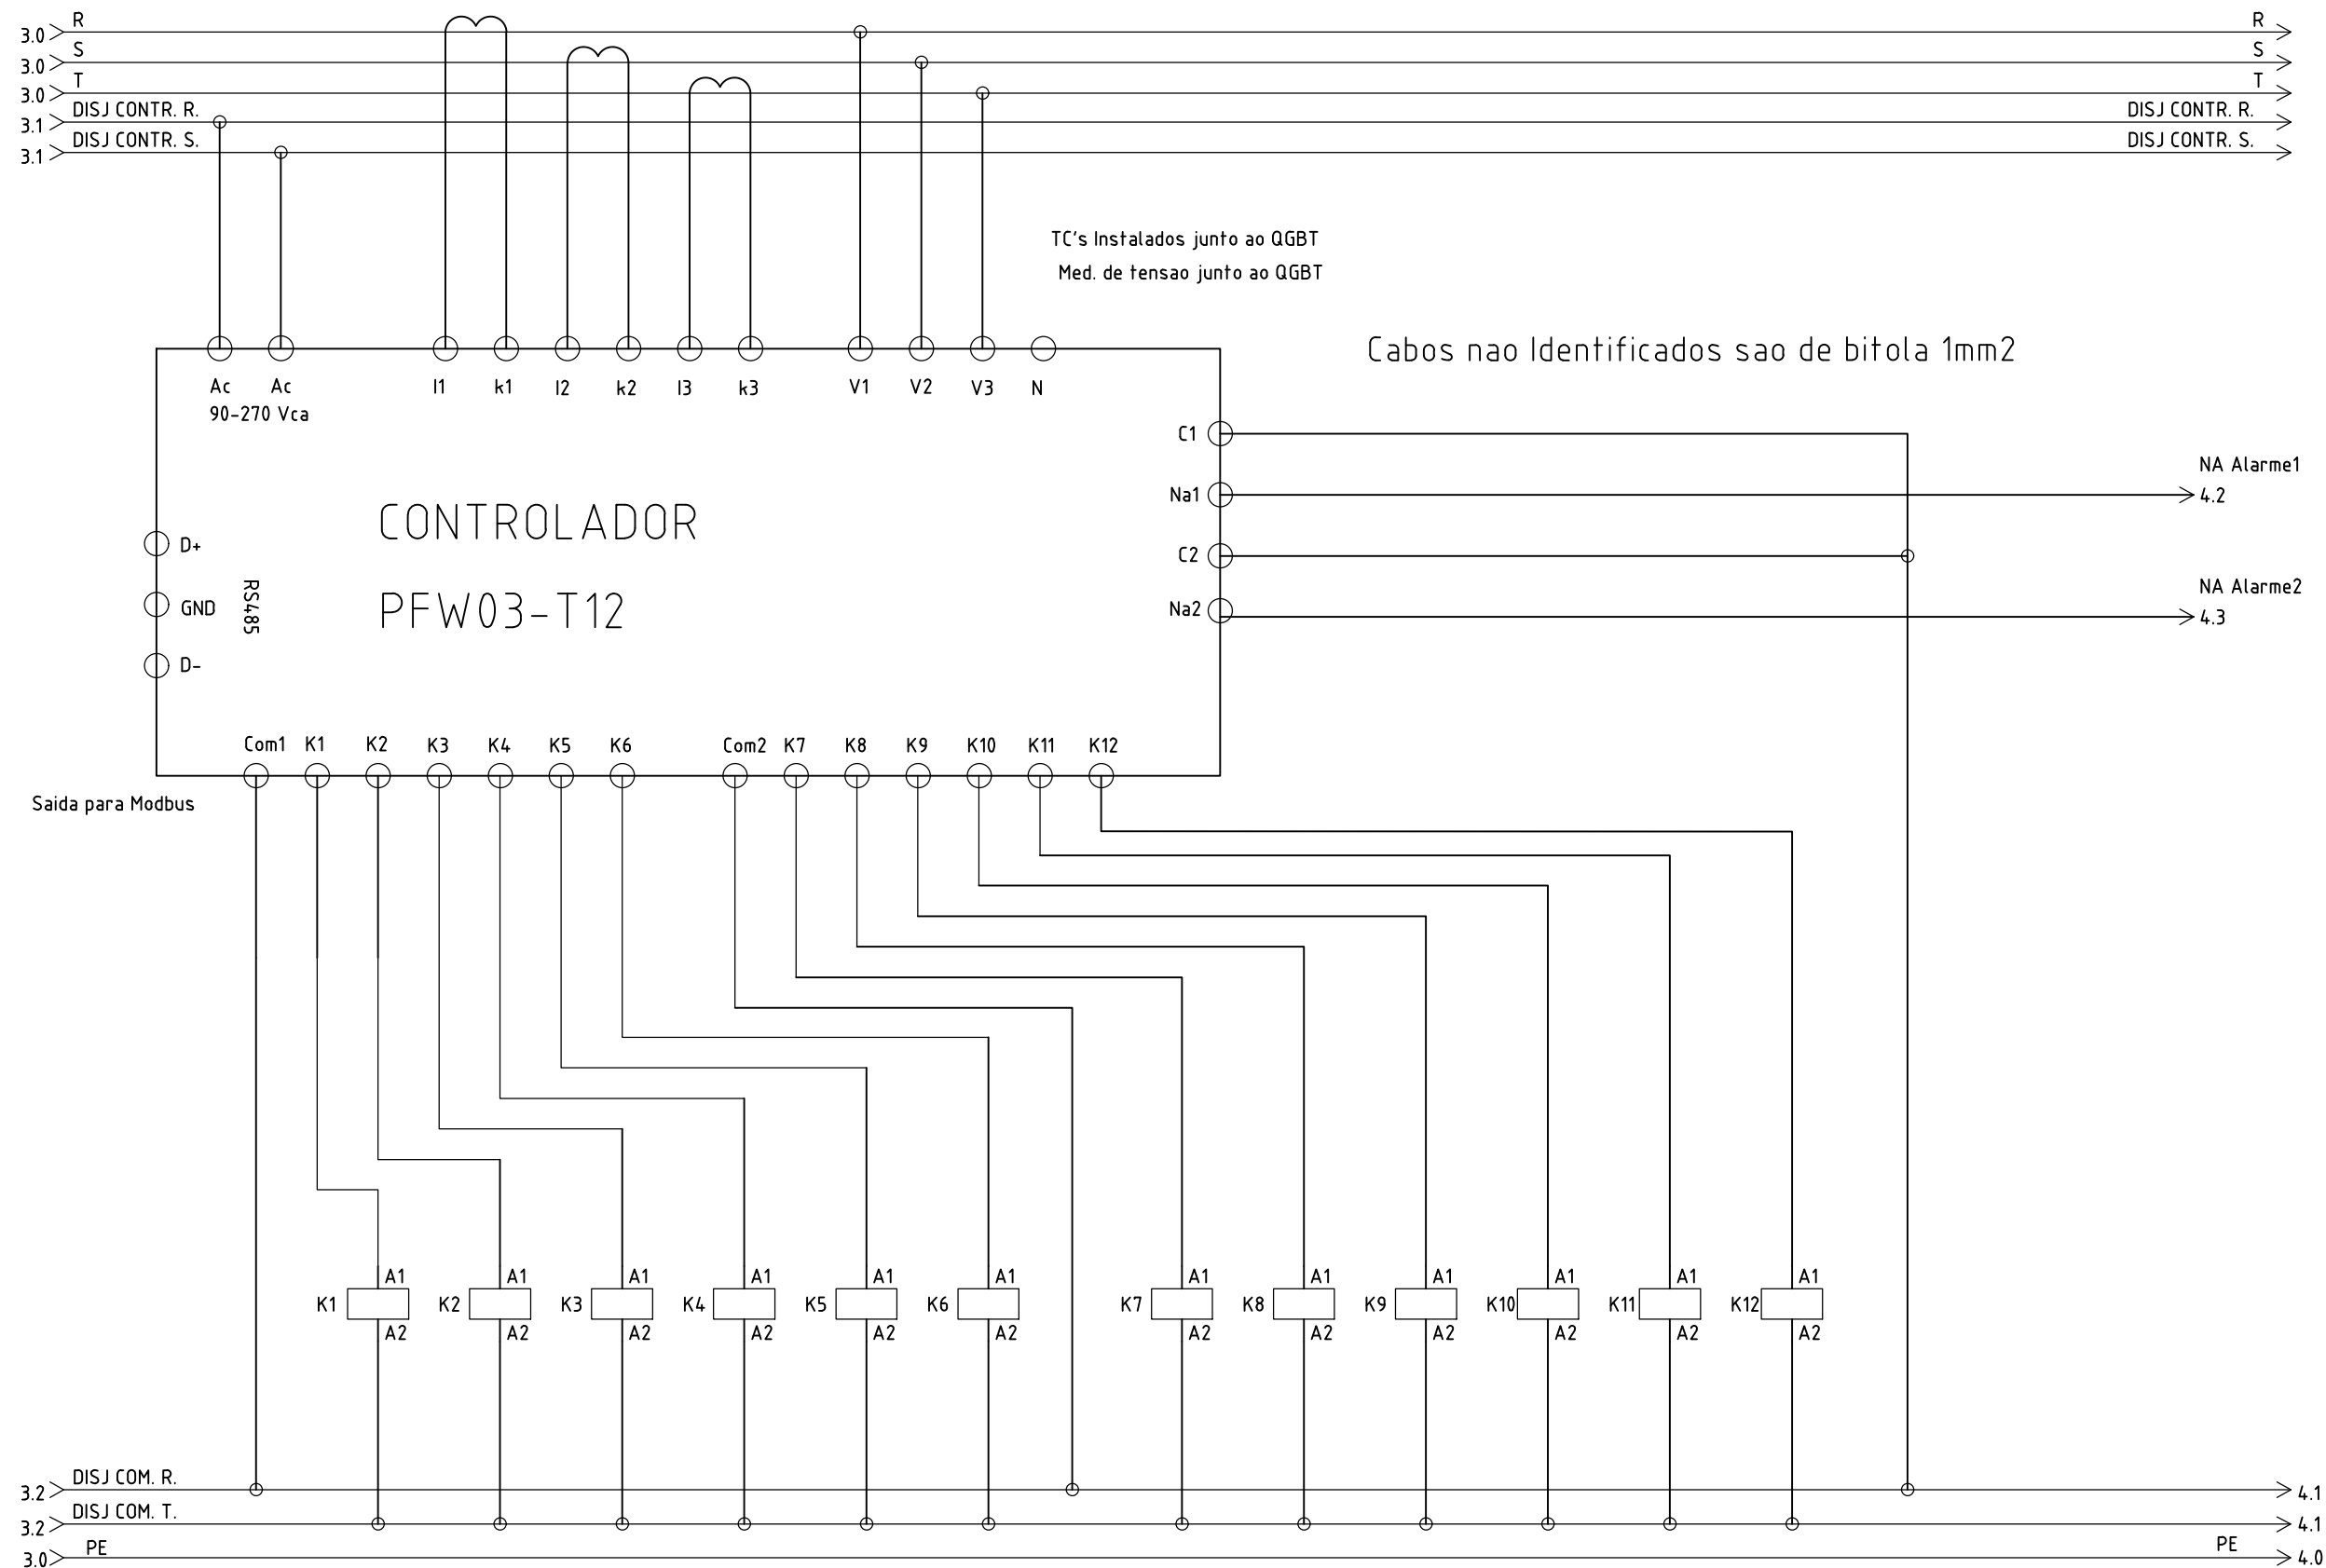 R R
3.0
S S
3.0
T T
3.0
DISJ CONTR. R. DISJ CONTR. R.
3.1
DISJ CONTR. S. DISJ CONTR. S.
3.1
TC's Instalados junto ao QGBT
Med. de tensao junto ao QGBT
Cabos nao Identificados sao de bitola 1mm2
Ac Ac I1 k1 I2 k2 I3 k3 V1 V2 V3 N
90-270 Vca
C1
NA Alarme1
Na1 4.2
CONTROLADOR
D+
C2
RS485
NA Alarme2
GND
PFW03-T12
Na2 4.3
D-
Com1 K1 K2 K3 K4 K5 K6 Com2 K7 K8 K9 K10 K11 K12
Saida para Modbus
A1 A1 A1 A1 A1 A1 A1 A1 A1 A1 A1 A1
K1 K2 K3 K4 K5 K6 K7 K8 K9 K10 K11 K12
A2 A2 A2 A2 A2 A2 A2 A2 A2 A2 A2 A2
DISJ COM. R.
3.2 4.1
DISJ COM. T.
3.2 4.1
PE PE
3.0 4.0